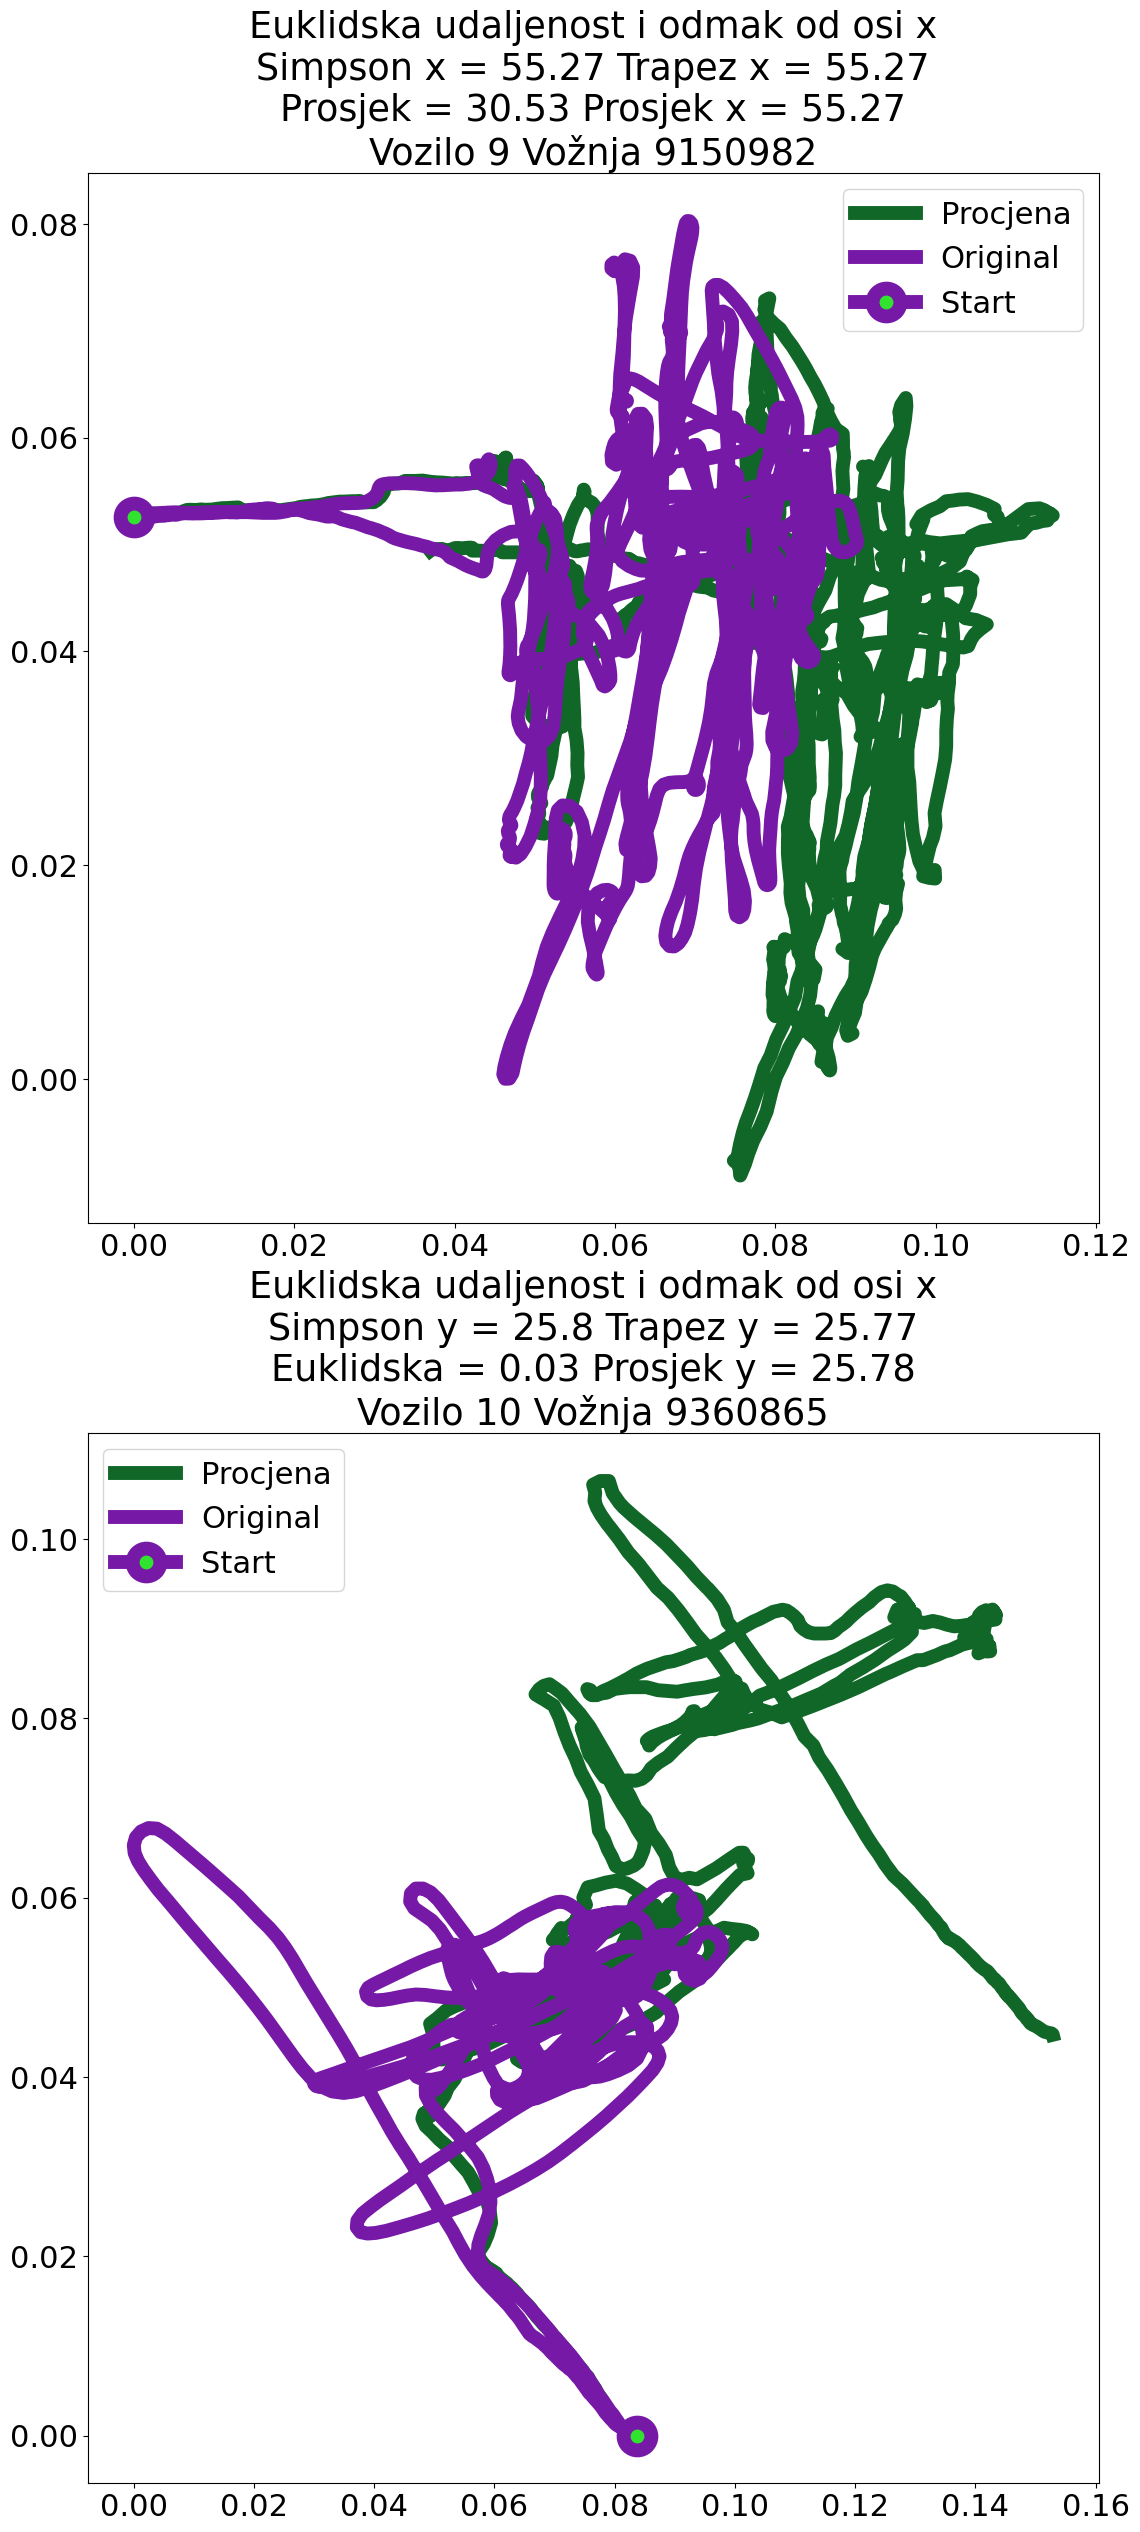 Euklidska udaljenost i odmak od osi x
Simpson x = 55.27 Trapez x = 55.27
Prosjek = 30.53 Prosjek x = 55.27
Vozilo 9 Vožnja 9150982
Procjena
Original
Start
0.08
0.06
0.04
0.02
0.00
0.00 0.02 0.04 0.06 0.08 0.10 0.12
Euklidska udaljenost i odmak od osi x
Simpson y = 25.8 Trapez y = 25.77
Euklidska = 0.03 Prosjek y = 25.78
Vozilo 10 Vožnja 9360865
Procjena
Original
Start
0.10
0.08
0.06
0.04
0.02
0.00
0.00 0.02 0.04 0.06 0.08 0.10 0.12 0.14 0.16